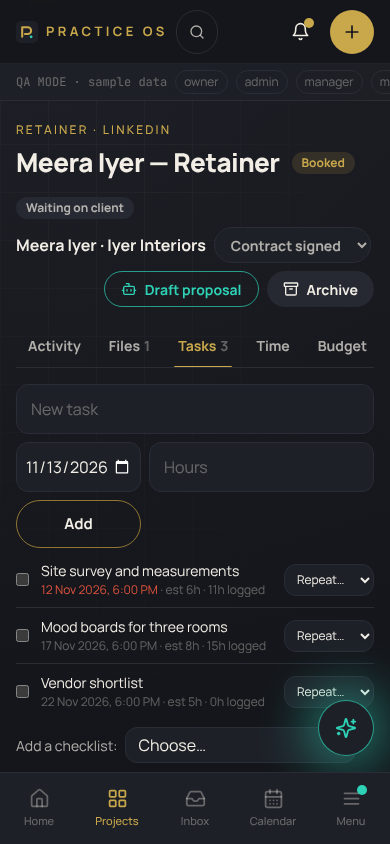 PRACTICE OS
QA MODE · sample data owner admin manager
RETAINER · LINKEDIN
Meera Iyer — Retainer Booked
Waiting on client
Meera Iyer · Iyer Interiors Contract signed
Draft proposal Archive
Activity Files 1 Tasks 3 Time Budget
New task
11/13/2026 Hours
Add
Site survey and measurements
12 Nov 2026, 6:00 PM · est 6h · 11h logged
Repeat…
Mood boards for three rooms
17 Nov 2026, 6:00 PM · est 8h · 15h logged
Repeat…
Vendor shortlist
22 Nov 2026, 6:00 PM · est 5h · 0h logged
Repeat…
Add a checklist: Choose…
Home Projects Inbox Calendar Menu